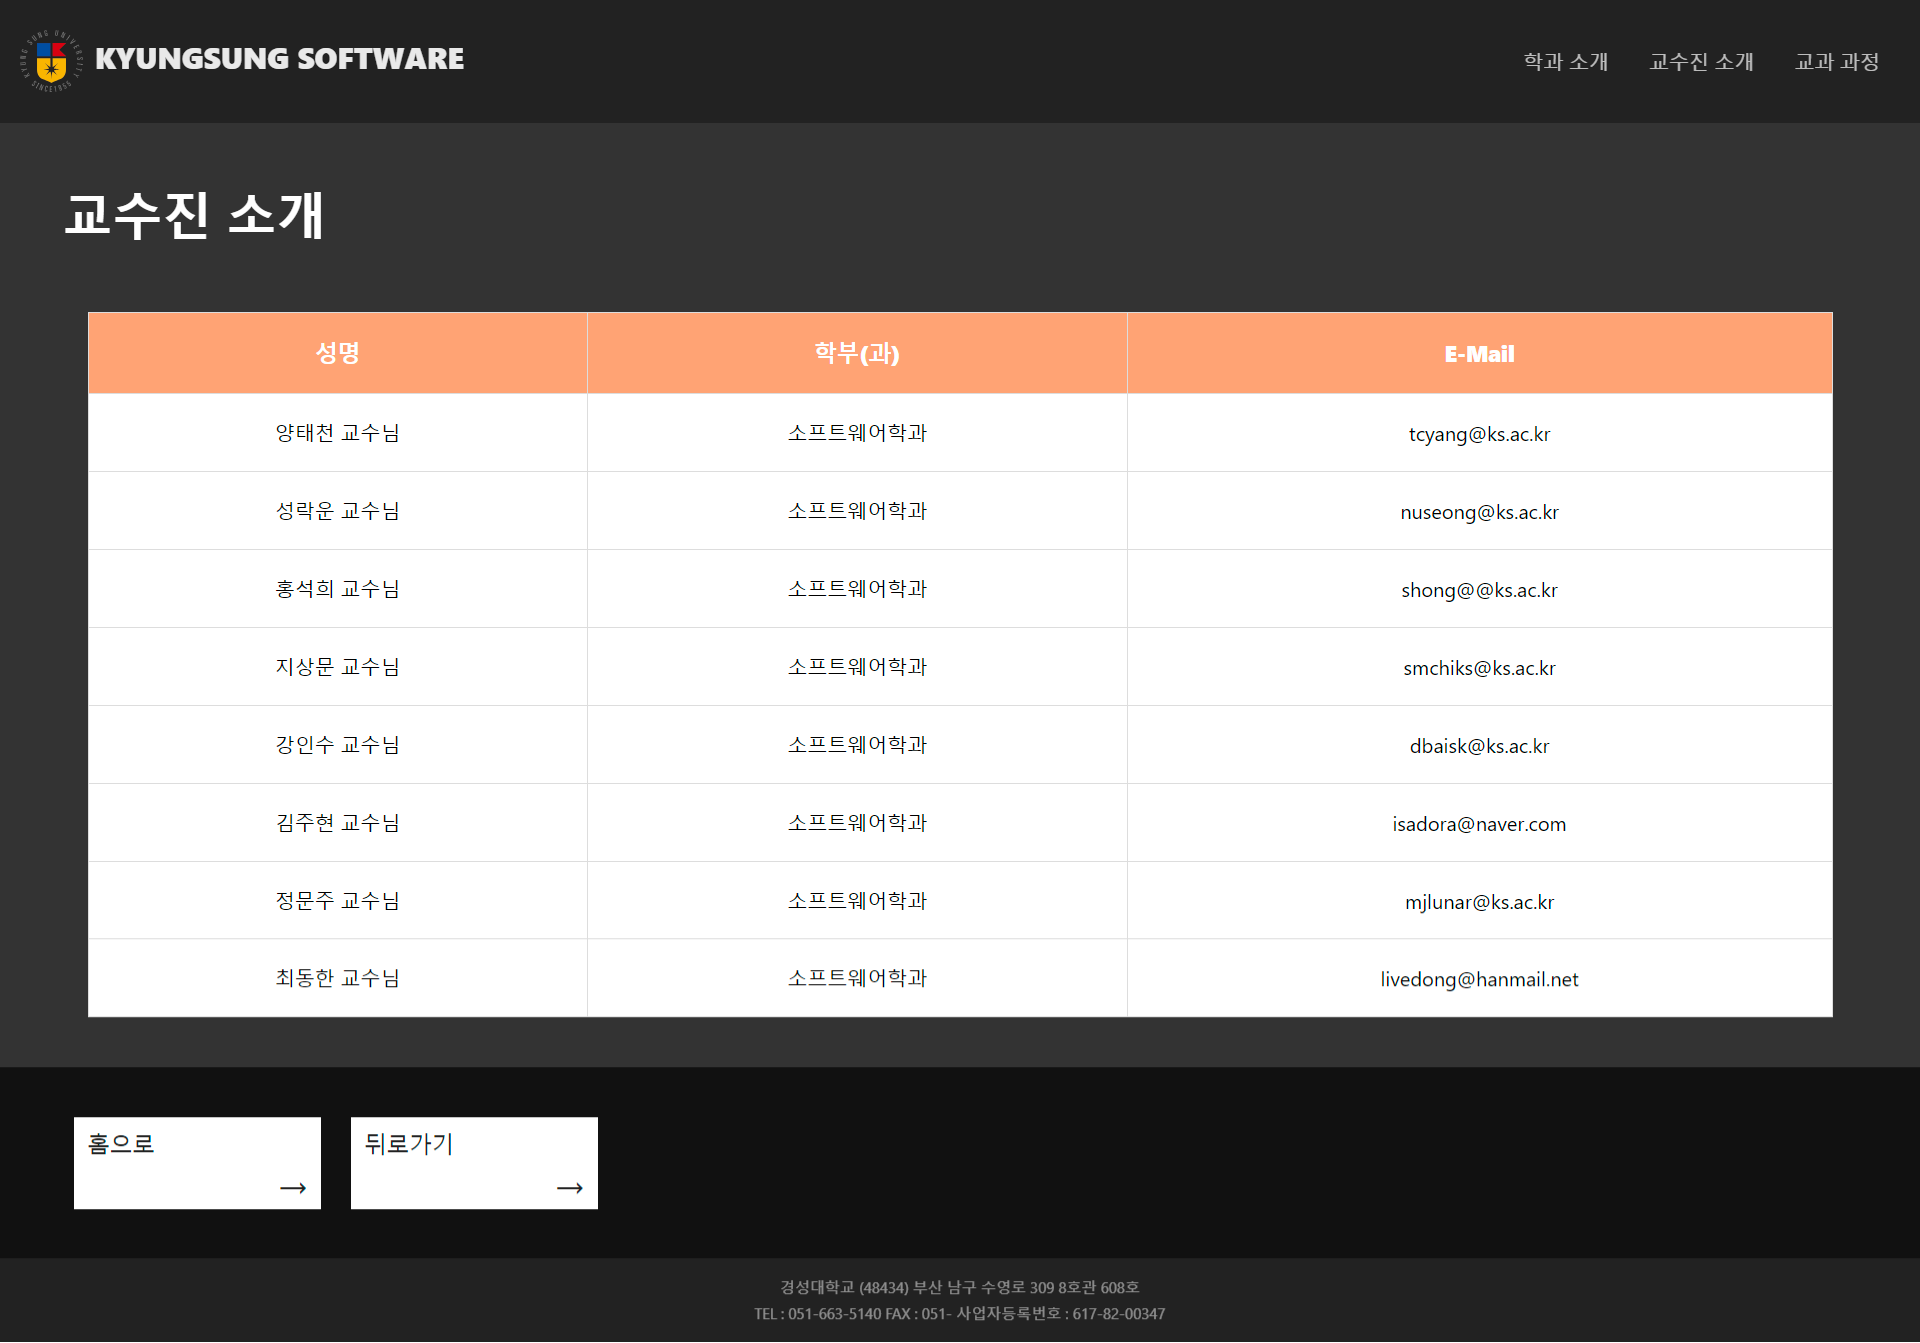 KYUNG SUNG UNIVERSITY
SINCE 1955
KYUNGSUNG SOFTWARE
학과 소개 교수진 소개 교과 과정
교수진 소개
성명 학부(과) E-Mail
양태천 교수님 소프트웨어학과 tcyang@ks.ac.kr
성락운 교수님 소프트웨어학과 nuseong@ks.ac.kr
홍석희 교수님 소프트웨어학과 shong@@ks.ac.kr
지상문 교수님 소프트웨어학과 smchiks@ks.ac.kr
강인수 교수님 소프트웨어학과 dbaisk@ks.ac.kr
김주현 교수님 소프트웨어학과 isadora@naver.com
정문주 교수님 소프트웨어학과 mjlunar@ks.ac.kr
최동한 교수님 소프트웨어학과 livedong@hanmail.net
홈으로 뒤로가기
→ →
경성대학교 (48434) 부산 남구 수영로 309 8호관 608호
TEL : 051-663-5140 FAX : 051- 사업자등록번호 : 617-82-00347